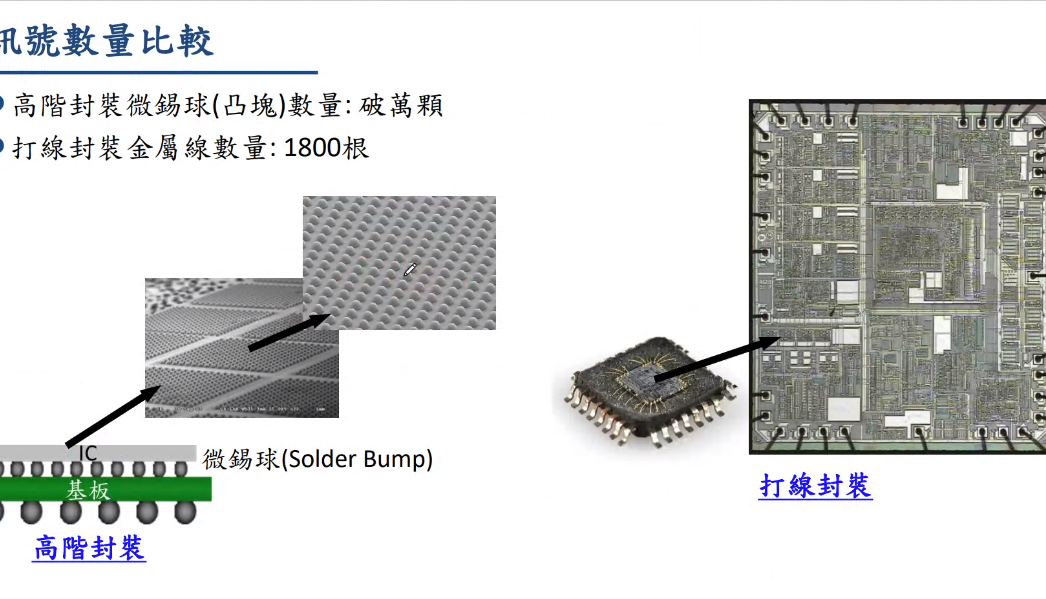 訊號數量比較
高階封裝微錫球(凸塊)數量: 破萬顆
打線封裝金屬線數量: 1800根
IC
微錫球(Solder Bump)
基板
打線封裝
高階封裝